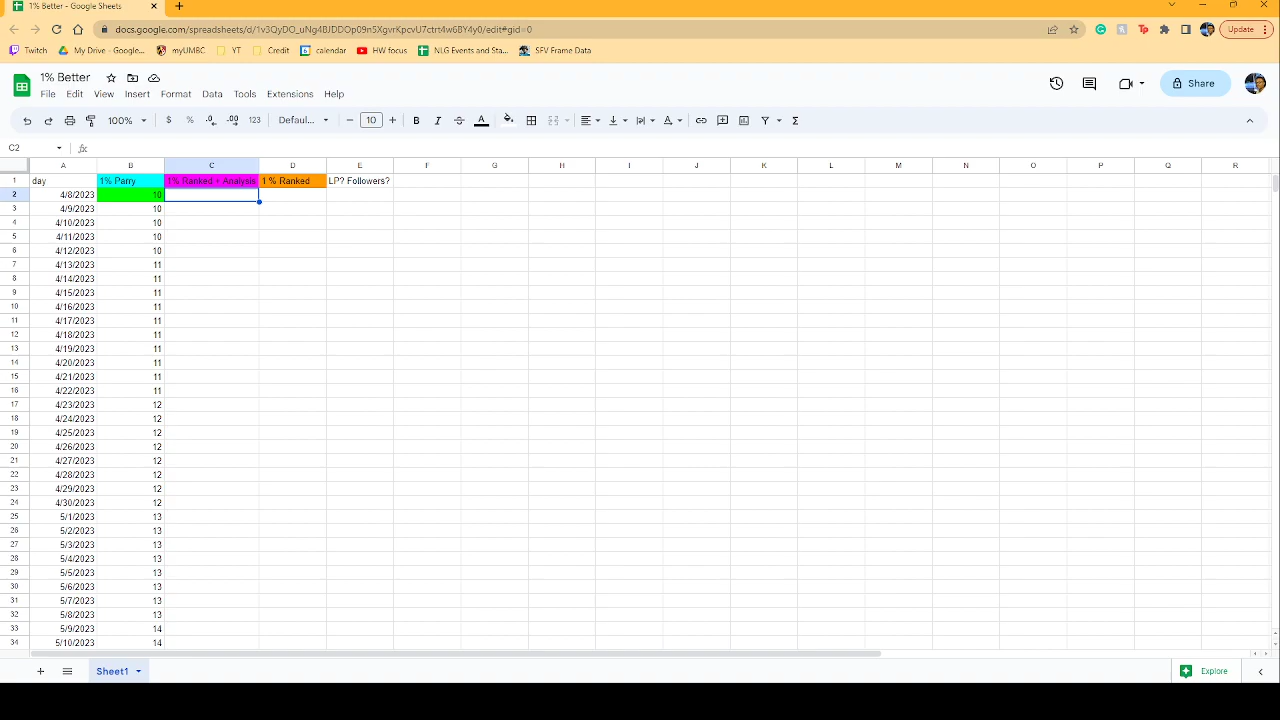 1% Better - Google Sheets
docs.google.com/spreadsheets/d/1v3QyDO_uNg4BJDDOp09n5XgvrKpcvU7ctrt4w6BY4y0/edit#gid=0
Update
Twitch My Drive - Google... myUMBC YT Credit calendar HW focus NLG Events and Sta... SFV Frame Data
1% Better
Share
File Edit View Insert Format Data Tools Extensions Help
100% $ % .0 .00 123 Defaul... 10 B I A
C2 fx
A B C D E F G H I J K L M N O P Q R
1 day 1% Parry 1% Ranked + Analysis 1 % Ranked LP? Followers?
2 4/8/2023 10
3 4/9/2023 10
4 4/10/2023 10
5 4/11/2023 10
6 4/12/2023 10
7 4/13/2023 11
8 4/14/2023 11
9 4/15/2023 11
10 4/16/2023 11
11 4/17/2023 11
12 4/18/2023 11
13 4/19/2023 11
14 4/20/2023 11
15 4/21/2023 11
16 4/22/2023 11
17 4/23/2023 12
18 4/24/2023 12
19 4/25/2023 12
20 4/26/2023 12
21 4/27/2023 12
22 4/28/2023 12
23 4/29/2023 12
24 4/30/2023 12
25 5/1/2023 13
26 5/2/2023 13
27 5/3/2023 13
28 5/4/2023 13
29 5/5/2023 13
30 5/6/2023 13
31 5/7/2023 13
32 5/8/2023 13
33 5/9/2023 14
34 5/10/2023 14
Sheet1
Explore